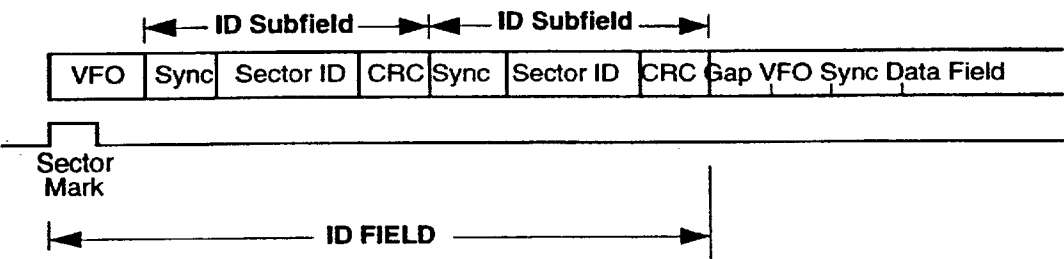 ID Subfield ID Subfield
VFO Sync Sector ID CRC Sync Sector ID CRC Gap VFO Sync Data Field
Sector
Mark
ID FIELD